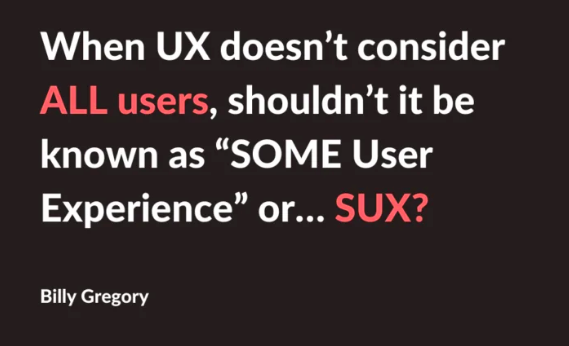 When UX doesn’t consider
ALL users, shouldn’t it be
known as “SOME User
Experience” or... SUX?
Billy Gregory